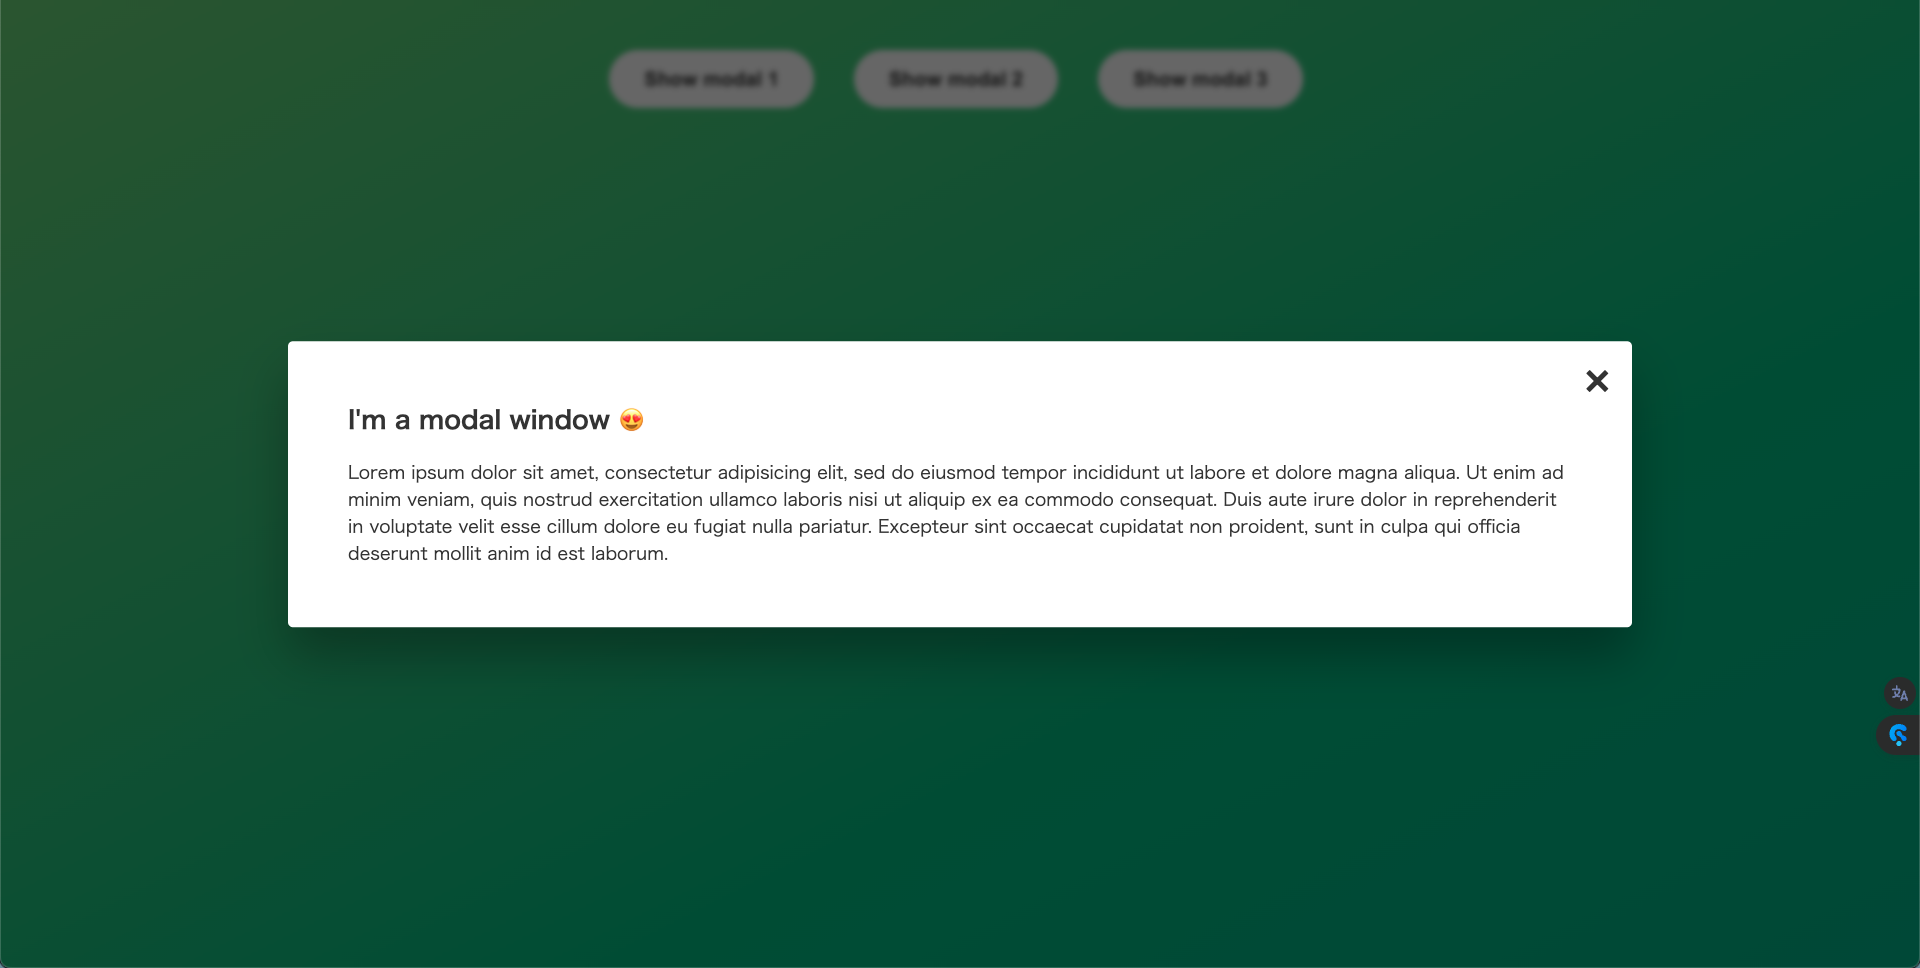 Show modal 1
Show modal 2
Show modal 3
×
I'm a modal window 😍
Lorem ipsum dolor sit amet, consectetur adipisicing elit, sed do eiusmod tempor incididunt ut labore et dolore magna aliqua. Ut enim ad
minim veniam, quis nostrud exercitation ullamco laboris nisi ut aliquip ex ea commodo consequat. Duis aute irure dolor in reprehenderit
in voluptate velit esse cillum dolore eu fugiat nulla pariatur. Excepteur sint occaecat cupidatat non proident, sunt in culpa qui officia
deserunt mollit anim id est laborum.